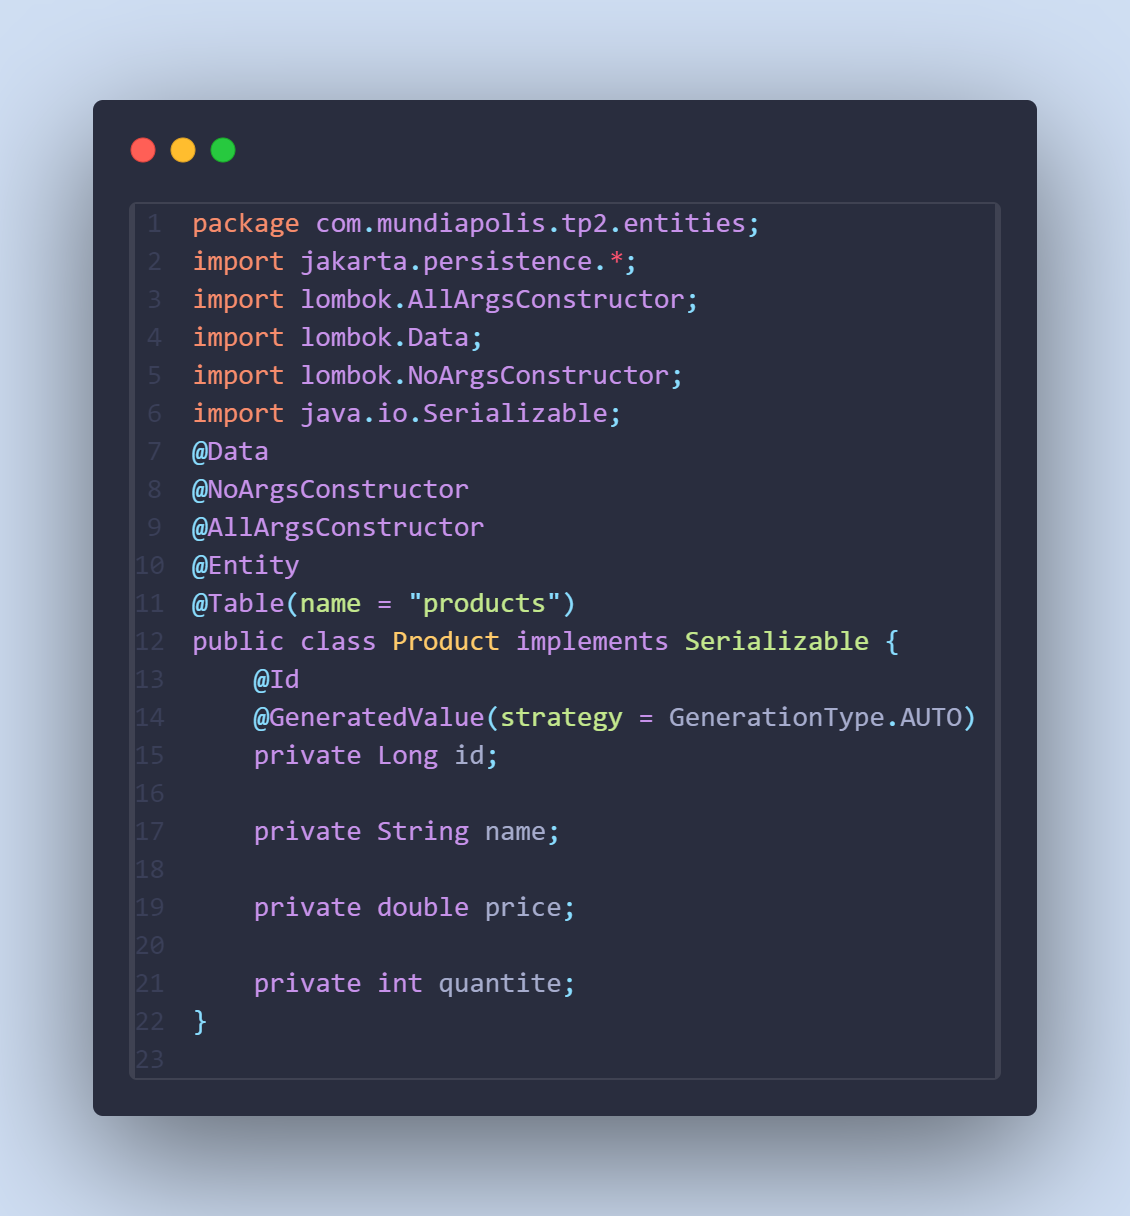 1 package com.mundiapolis.tp2.entities;
2 import jakarta.persistence.*;
3 import lombok.AllArgsConstructor;
4 import lombok.Data;
5 import lombok.NoArgsConstructor;
6 import java.io.Serializable;
7 @Data
8 @NoArgsConstructor
9 @AllArgsConstructor
10 @Entity
11 @Table(name = "products")
12 public class Product implements Serializable {
13     @Id
14     @GeneratedValue(strategy = GenerationType.AUTO)
15     private Long id;
16
17     private String name;
18
19     private double price;
20
21     private int quantite;
22 }
23